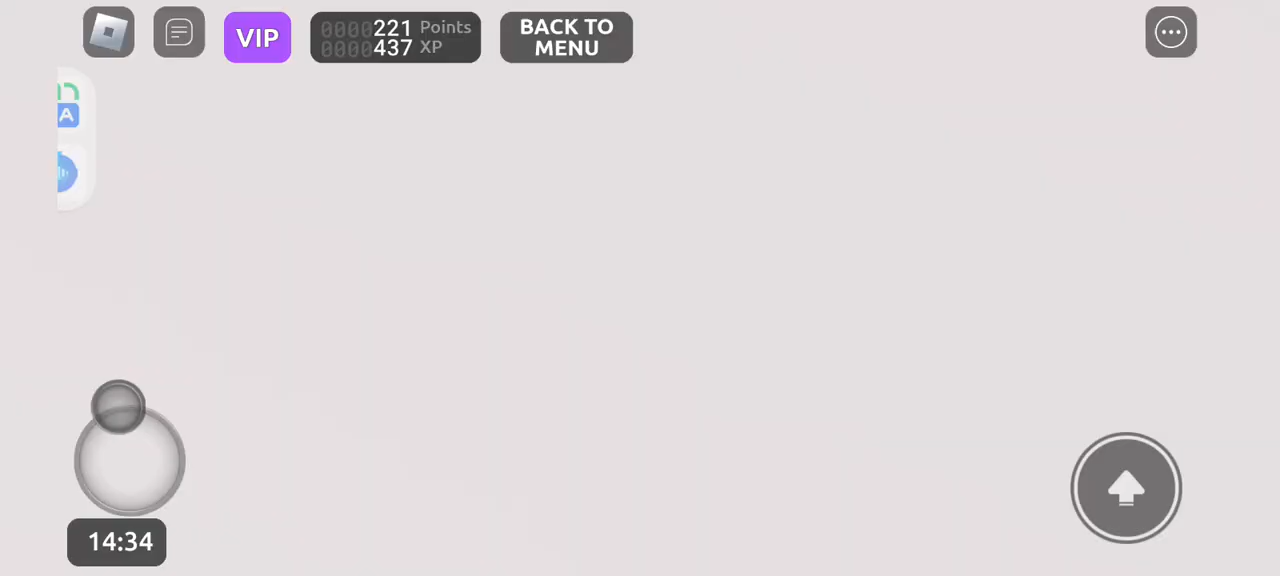 VIP
0000221 Points
0000437 XP
BACK TO
MENU
A
14:34